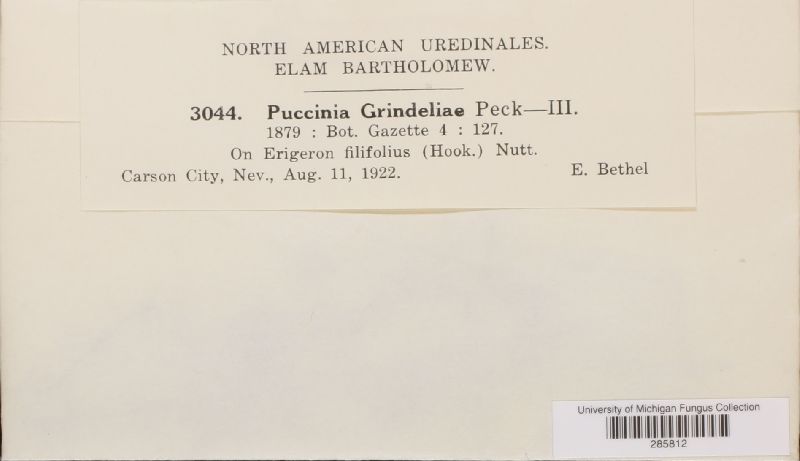 NORTH AMERICAN UREDINALES.
ELAM BARTHOLOMEW.
3044. Puccinia Grindeliae Peck—III.
1879 : Bot. Gazette 4 : 127.
On Erigeron filifolius (Hook.) Nutt.
Carson City, Nev., Aug. 11, 1922. E. Bethel
University of Michigan Fungus Collection
285812